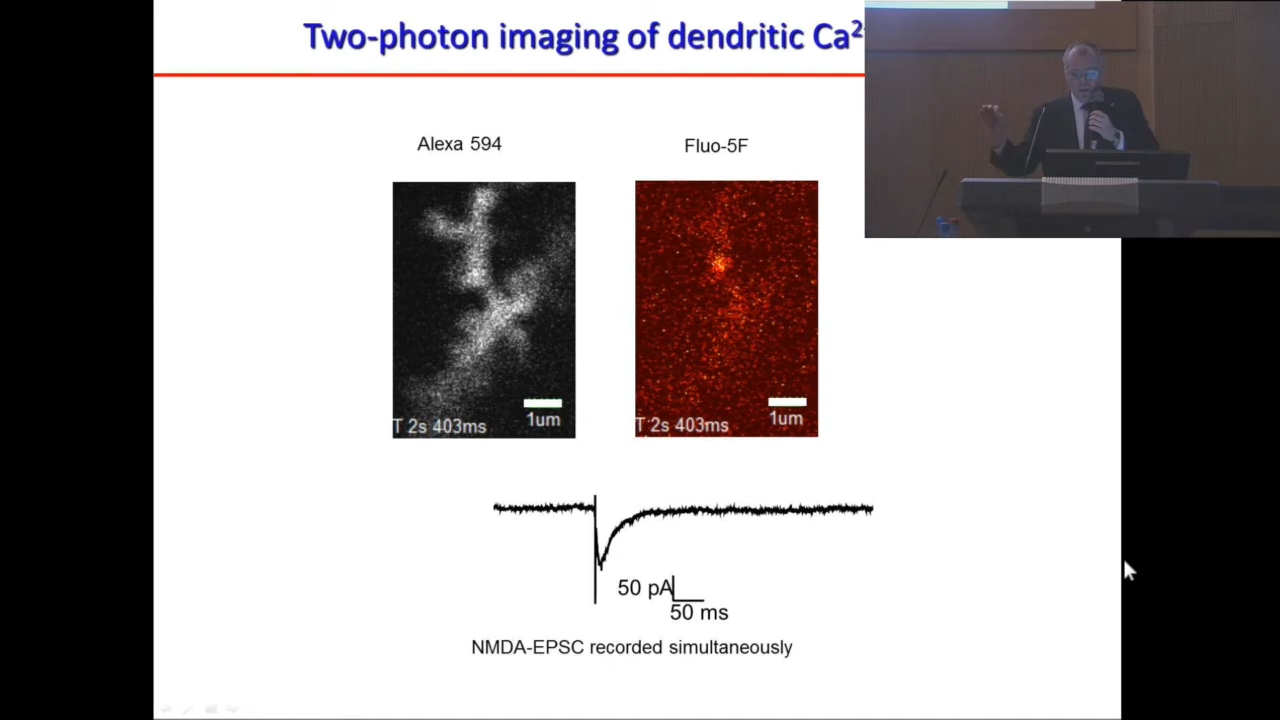 Two-photon imaging of dendritic Ca²
Alexa 594
Fluo-5F
T 2s 403ms
1um
T 2s 403ms
1um
50 pA
50 ms
NMDA-EPSC recorded simultaneously